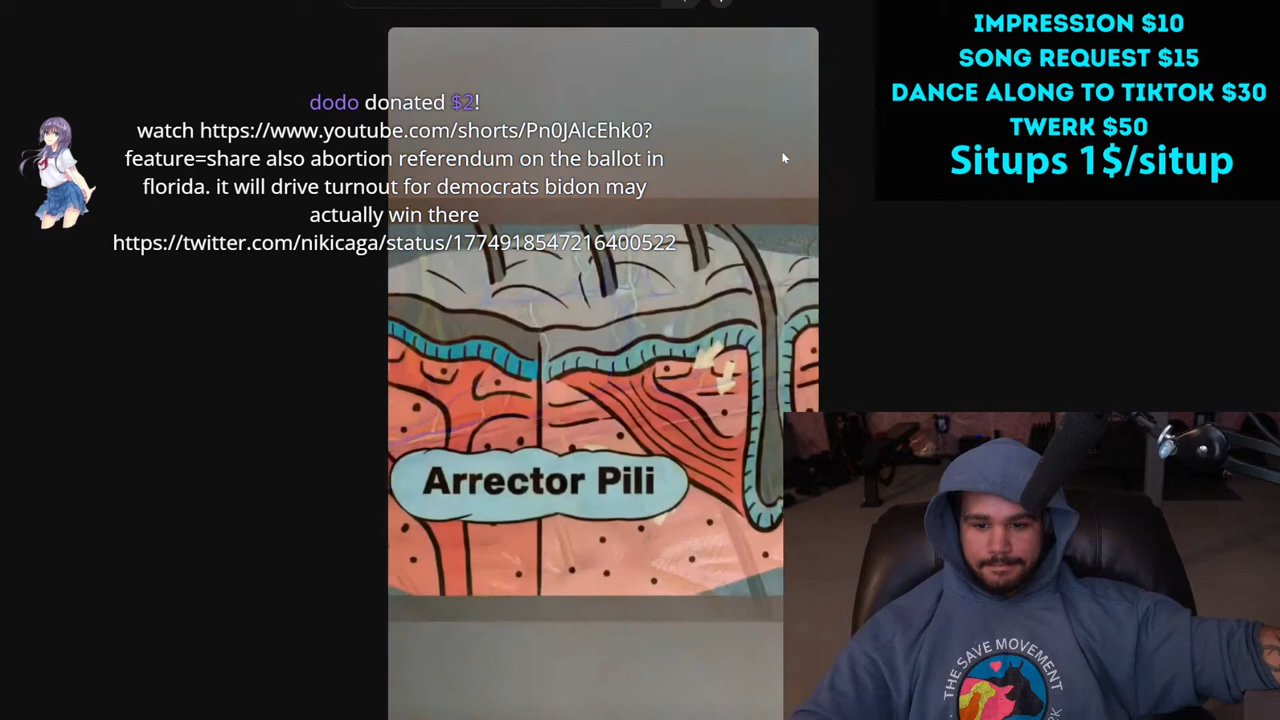 IMPRESSION $10
SONG REQUEST $15
DANCE ALONG TO TIKTOK $30
TWERK $50
Situps 1$/situp
dodo donated $2!
watch https://www.youtube.com/shorts/Pn0JAlcEhk0?
feature=share also abortion referendum on the ballot in
florida. it will drive turnout for democrats bidon may
actually win there
https://twitter.com/nikicaga/status/1774918547216400522
Arrector Pili
THE SAVE MOVEMENT